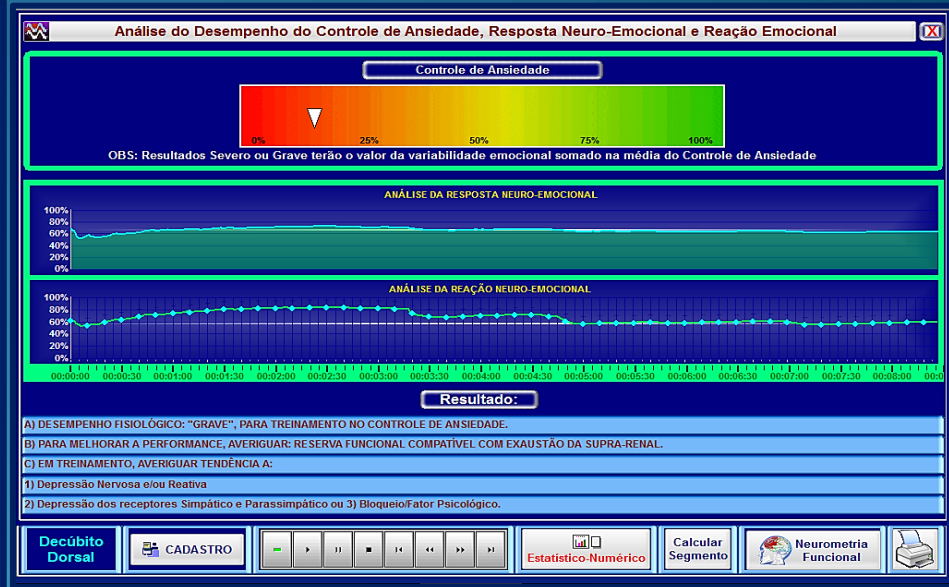 Análise do Desempenho do Controle de Ansiedade, Resposta Neuro-Emocional e Reação Emocional
X
Controle de Ansiedade
0% 25% 50% 75% 100%
OBS: Resultados Severo ou Grave terão o valor da variabilidade emocional somado na média do Controle de Ansiedade
ANÁLISE DA RESPOSTA NEURO-EMOCIONAL
100%
80%
60%
40%
20%
0%
ANÁLISE DA REAÇÃO NEURO-EMOCIONAL
100%
80%
60%
40%
20%
0%
00:00:00 00:00:30 00:01:00 00:01:30 00:02:00 00:02:30 00:03:00 00:03:30 00:04:00 00:04:30 00:05:00 00:05:30 00:06:00 00:06:30 00:07:00 00:07:30 00:08:00 00:0
Resultado:
A) DESEMPENHO FISIOLÓGICO: "GRAVE", PARA TREINAMENTO NO CONTROLE DE ANSIEDADE.
B) PARA MELHORAR A PERFORMANCE, AVERIGUAR: RESERVA FUNCIONAL COMPATÍVEL COM EXAUSTÃO DA SUPRA-RENAL.
C) EM TREINAMENTO, AVERIGUAR TENDÊNCIA A:
1) Depressão Nervosa e/ou Reativa
2) Depressão dos receptores Simpático e Parassimpático ou 3) Bloqueio/Fator Psicológico.
Decúbito
Dorsal
CADASTRO
Estatístico-Numérico
Calcular
Segmento
Neurometria
Funcional